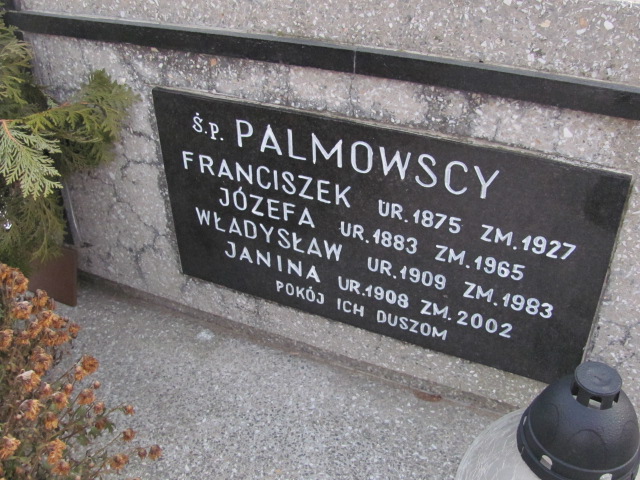 Ś.P. PALMOWSCY
FRANCISZEK UR. 1875 ZM. 1927
JÓZEFA UR. 1883 ZM. 1965
WŁADYSŁAW UR. 1909 ZM. 1983
JANINA UR. 1908 ZM. 2002
POKÓJ ICH DUSZOM